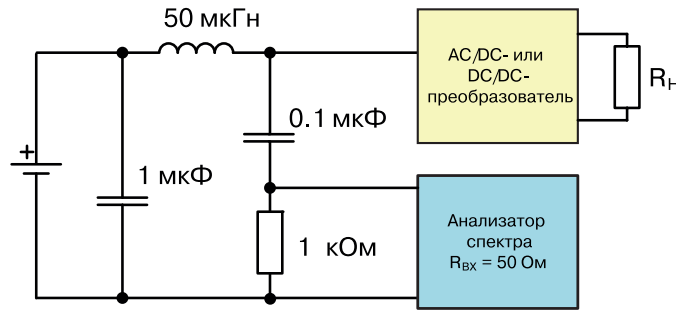 50 мкГн
AC/DC- или
DC/DC-
преобразователь
RН
0.1 мкФ
+
1 мкФ
1 кОм
Анализатор
спектра
RВХ = 50 Ом